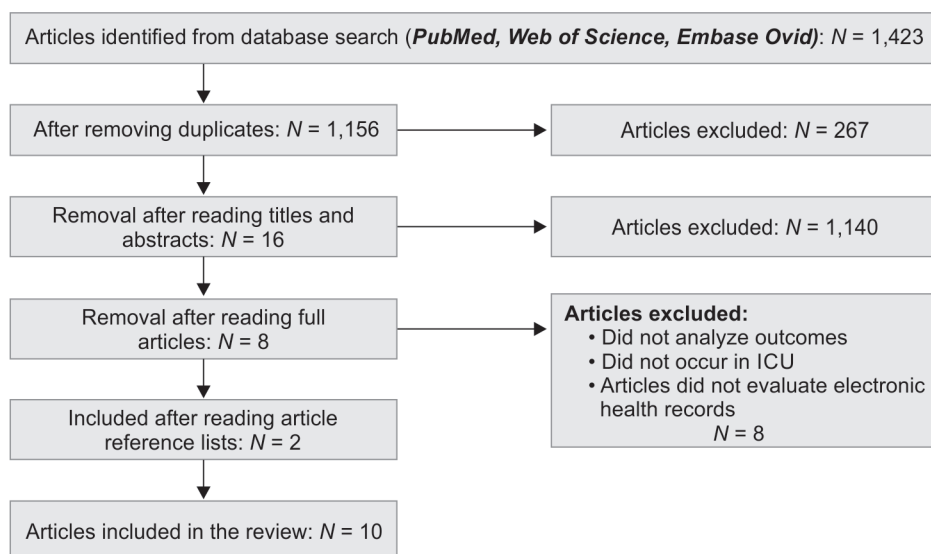 Articles identified from database search (PubMed, Web of Science, Embase Ovid): N = 1,423
After removing duplicates: N = 1,156
Articles excluded: N = 267
Removal after reading titles and
abstracts: N = 16
Articles excluded: N = 1,140
Removal after reading full
articles: N = 8
Articles excluded:
• Did not analyze outcomes
• Did not occur in ICU
• Articles did not evaluate electronic
health records
N = 8
Included after reading article
reference lists: N = 2
Articles included in the review: N = 10